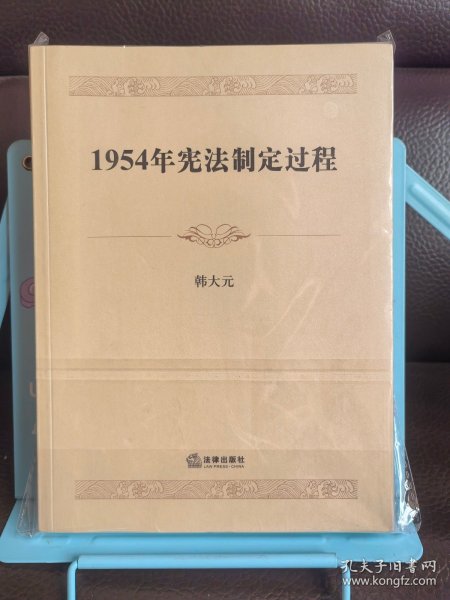 1954年宪法制定过程
韩大元
法律出版社
LAW PRESS·CHINA
孔夫子旧书网
www.kongfz.com